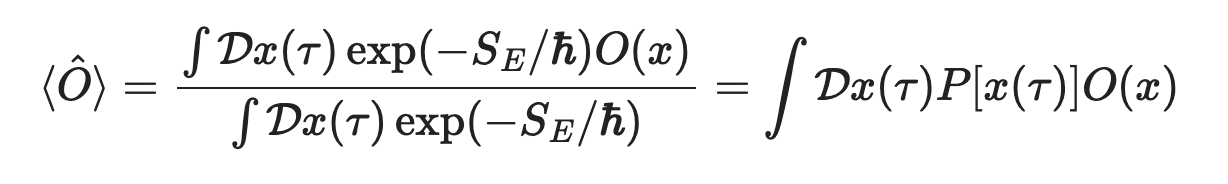 ⟨Ô⟩ = ∫𝒟x(τ) exp(−S_E/ħ)O(x) / ∫𝒟x(τ) exp(−S_E/ħ) = ∫ 𝒟x(τ)P[x(τ)]O(x)